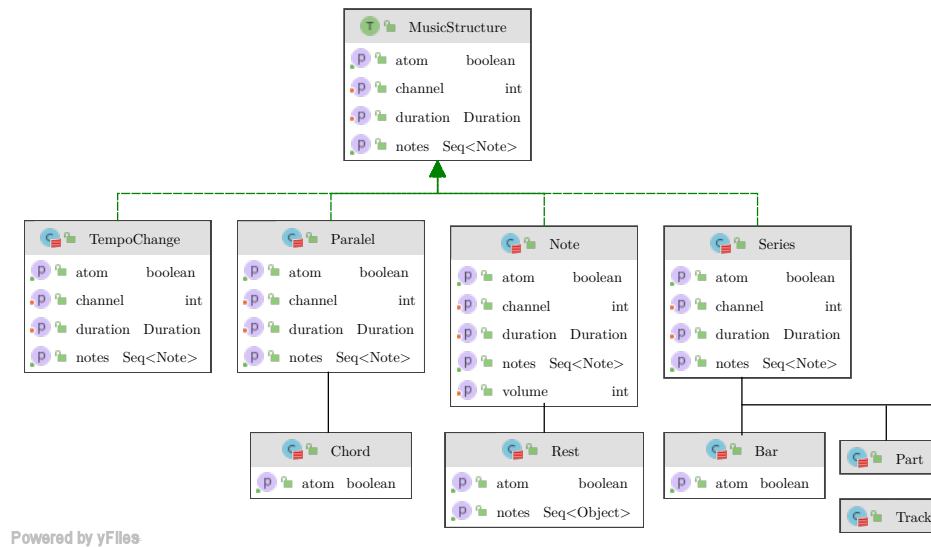 T MusicStructure
p atom boolean
p channel int
p duration Duration
p notes Seq<Note>
C TempoChange
p atom boolean
p channel int
p duration Duration
p notes Seq<Note>
C Paralel
p atom boolean
p channel int
p duration Duration
p notes Seq<Note>
C Note
p atom boolean
p channel int
p duration Duration
p notes Seq<Note>
p volume int
C Series
p atom boolean
p channel int
p duration Duration
p notes Seq<Note>
C Chord
p atom boolean
C Rest
p atom boolean
p notes Seq<Object>
C Bar
p atom boolean
C Part
C Track
Powered by yFiles